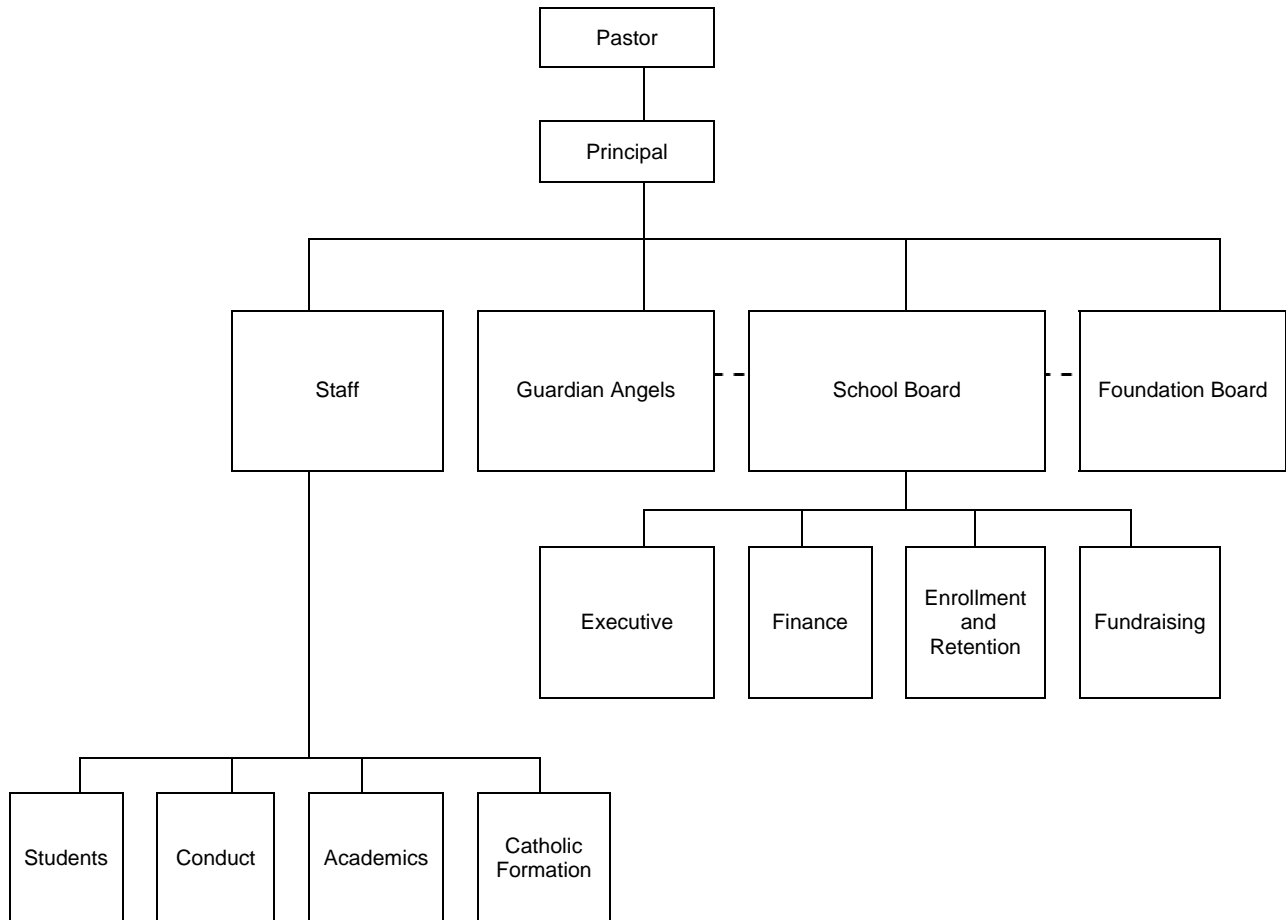 Pastor
Principal
Staff
Guardian Angels
School Board
Foundation Board
Executive
Finance
Enrollment
and
Retention
Fundraising
Students
Conduct
Academics
Catholic
Formation